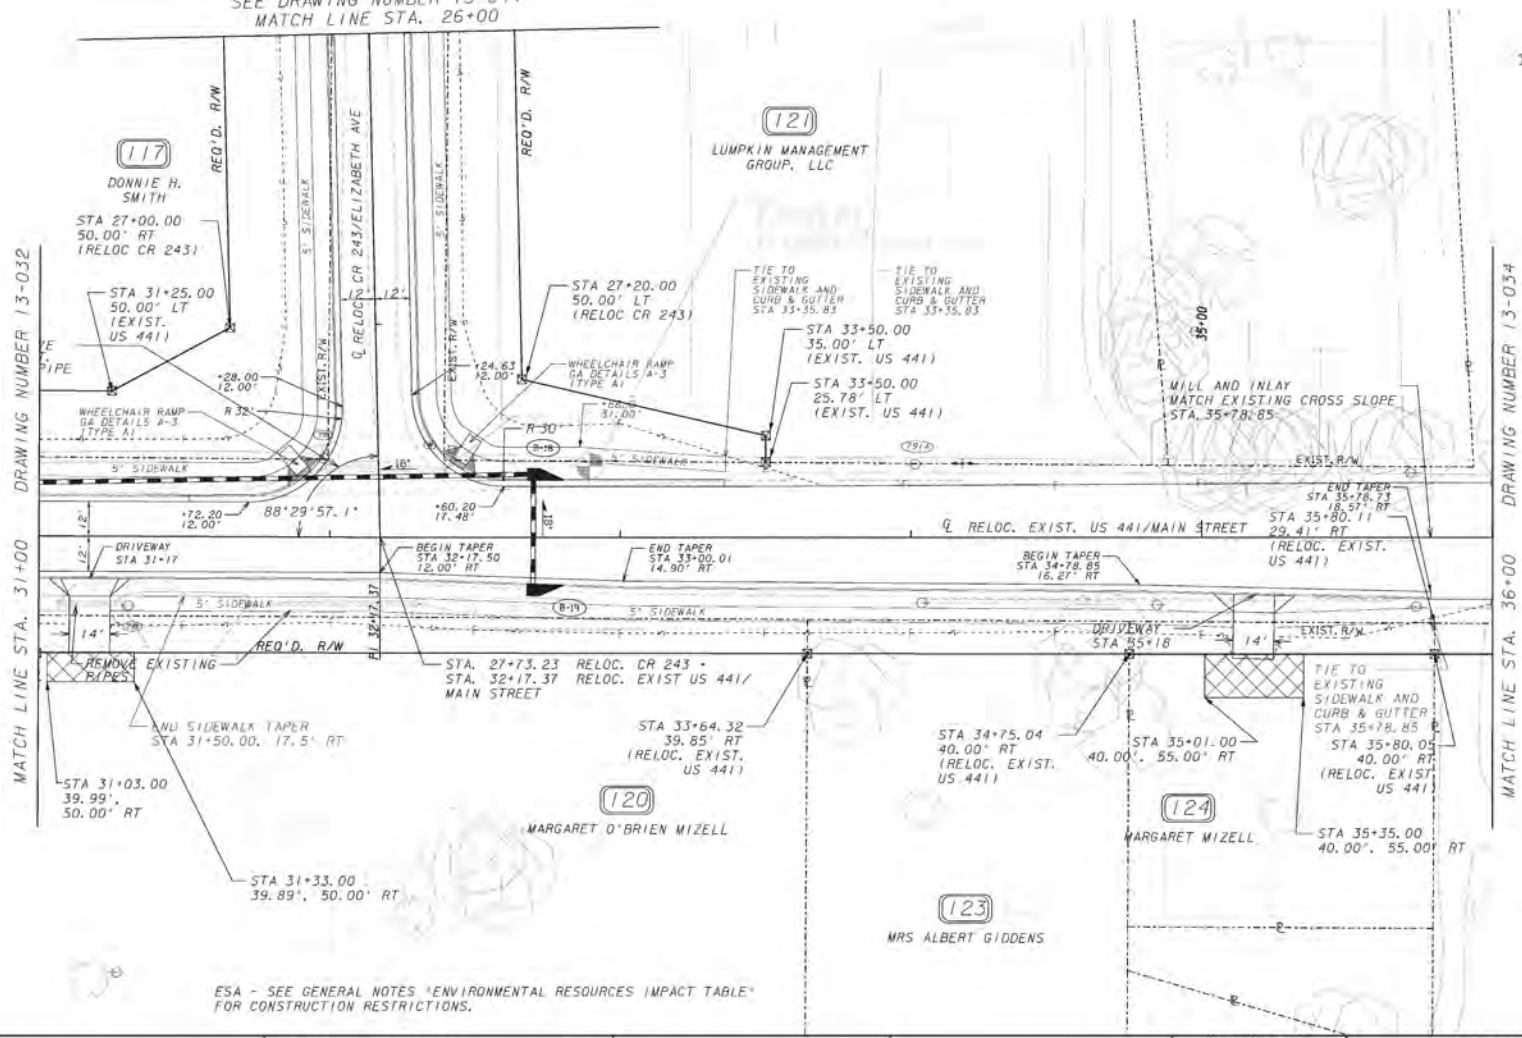 MATCH LINE STA. 26+00
REQ'D. R/W
℄ RELOC CR 243/ELIZABETH AVE
REQ'D. R/W
117
DONNIE H.
SMITH
STA 27+00.00
50.00' RT
(RELOC CR 243)
STA 31+25.00
50.00' LT
(EXIST.
US 441)
PIPE
5' SIDEWALK
5' SIDEWALK
12' 12'
EXIST. R/W
EXIST. R/W
121
LUMPKIN MANAGEMENT
GROUP, LLC
STA 27+20.00
50.00' LT
(RELOC CR 243)
TIE TO
EXISTING
SIDEWALK AND
CURB & GUTTER
STA 33+35.83
TIE TO
EXISTING
SIDEWALK AND
CURB & GUTTER
STA 33+35.03
STA 33+50.00
35.00' LT
(EXIST. US 441)
STA 33+50.00
25.78' LT
(EXIST. US 441)
35+00
+28.00
12.00'
R 32'
WHEELCHAIR RAMP
GA DETAILS A-3
(TYPE A)
+24.63
12.00'
WHEELCHAIR RAMP
GA DETAILS A-3
(TYPE A)
31.00'
R 30
B-18
5' SIDEWALK
291A
MILL AND INLAY
MATCH EXISTING CROSS SLOPE
STA. 35+78.85
EXIST. R/W
MATCH LINE STA. 31+00 DRAWING NUMBER 13-032
MATCH LINE STA. 36+00 DRAWING NUMBER 13-034
5' SIDEWALK
16"
18"
+72.20
12.00'
88°29'57.1"
+60.20
17.48'
12'
12'
℄ RELOC. EXIST. US 441/MAIN STREET
END TAPER
STA 35+78.73
18.57' RT
STA 35+80.11
29.41' RT
(RELOC. EXIST.
US 441)
DRIVEWAY
STA 31+17
BEGIN TAPER
STA 32+17.50
12.00' RT
END TAPER
STA 33+00.01
14.90' RT
BEGIN TAPER
STA 34+78.85
16.27' RT
5' SIDEWALK
B-19
5' SIDEWALK
14'
REQ'D. R/W
PI 32+17.37
DRIVEWAY
STA 35+18
14'
EXIST. R/W
REMOVE EXISTING
PIPES
STA. 27+73.23 RELOC. CR 243 =
STA. 32+17.37 RELOC. EXIST US 441/
MAIN STREET
END SIDEWALK TAPER
STA 31+50.00, 17.5' RT
STA 31+03.00
39.99',
50.00' RT
STA 33+64.32
39.85' RT
(RELOC. EXIST.
US 441)
STA 34+75.04
40.00' RT
(RELOC. EXIST.
US 441)
STA 35+01.00
40.00', 55.00' RT
TIE TO
EXISTING
SIDEWALK AND
CURB & GUTTER
STA 35+78.85
STA 35+80.05
40.00' RT
(RELOC. EXIST
US 441)
120
MARGARET O'BRIEN MIZELL
124
MARGARET MIZELL
STA 35+35.00
40.00', 55.00' RT
STA 31+33.00
39.89', 50.00' RT
123
MRS ALBERT GIDDENS
ESA - SEE GENERAL NOTES "ENVIRONMENTAL RESOURCES IMPACT TABLE"
FOR CONSTRUCTION RESTRICTIONS.